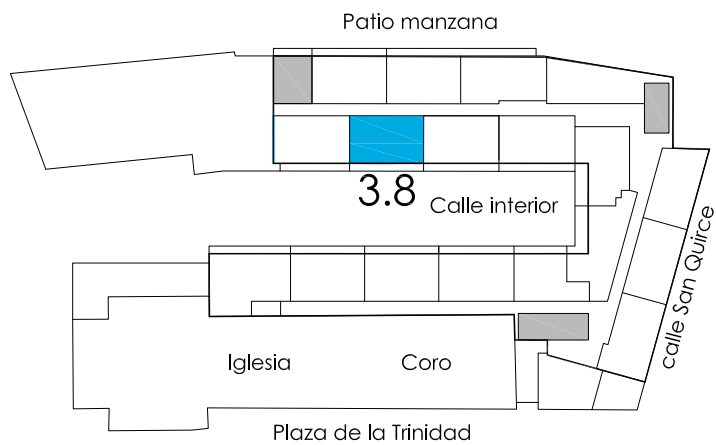 Patio manzana
3.8
Calle interior
calle San Quirce
Iglesia
Coro
Plaza de la Trinidad